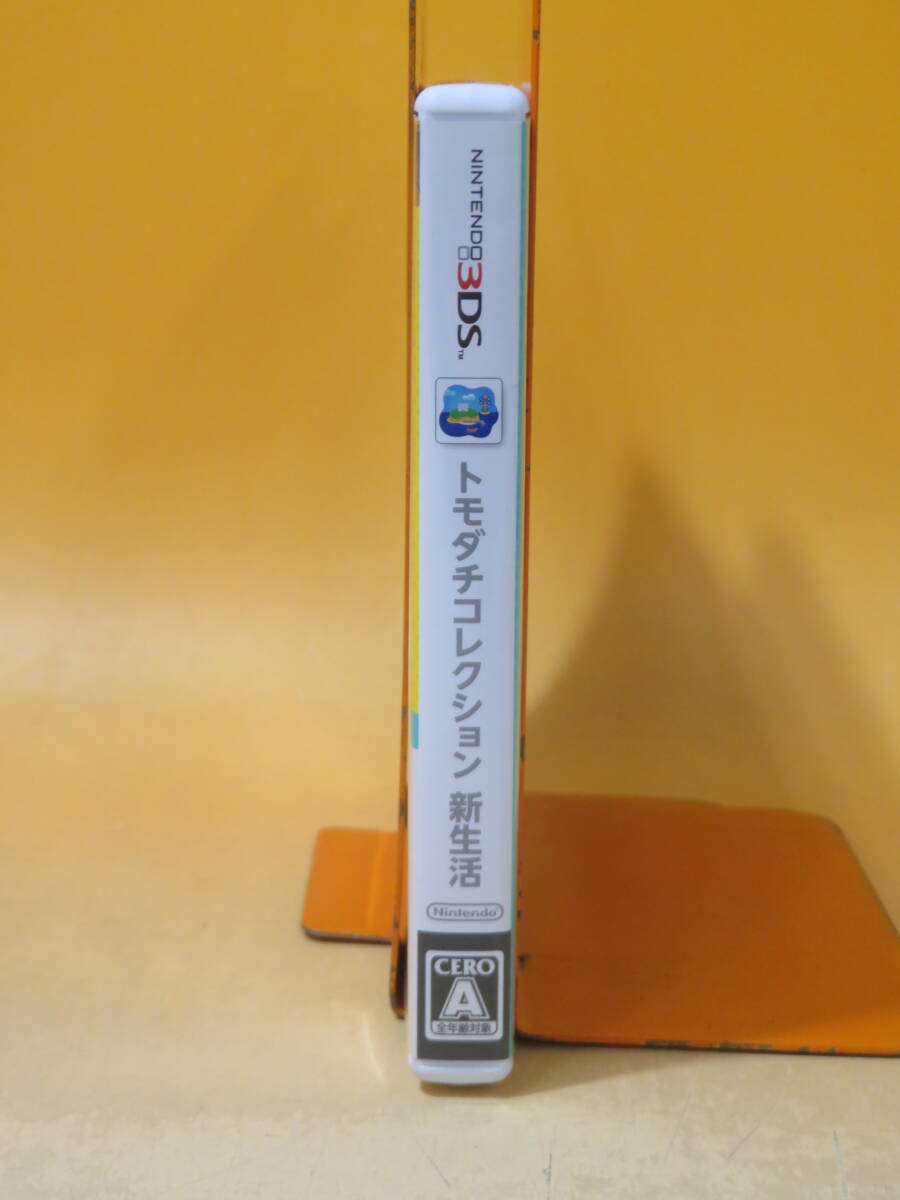 NINTENDO 3DS™
トモダチコレクション 新生活
Nintendo
CERO
A
全年齢対象